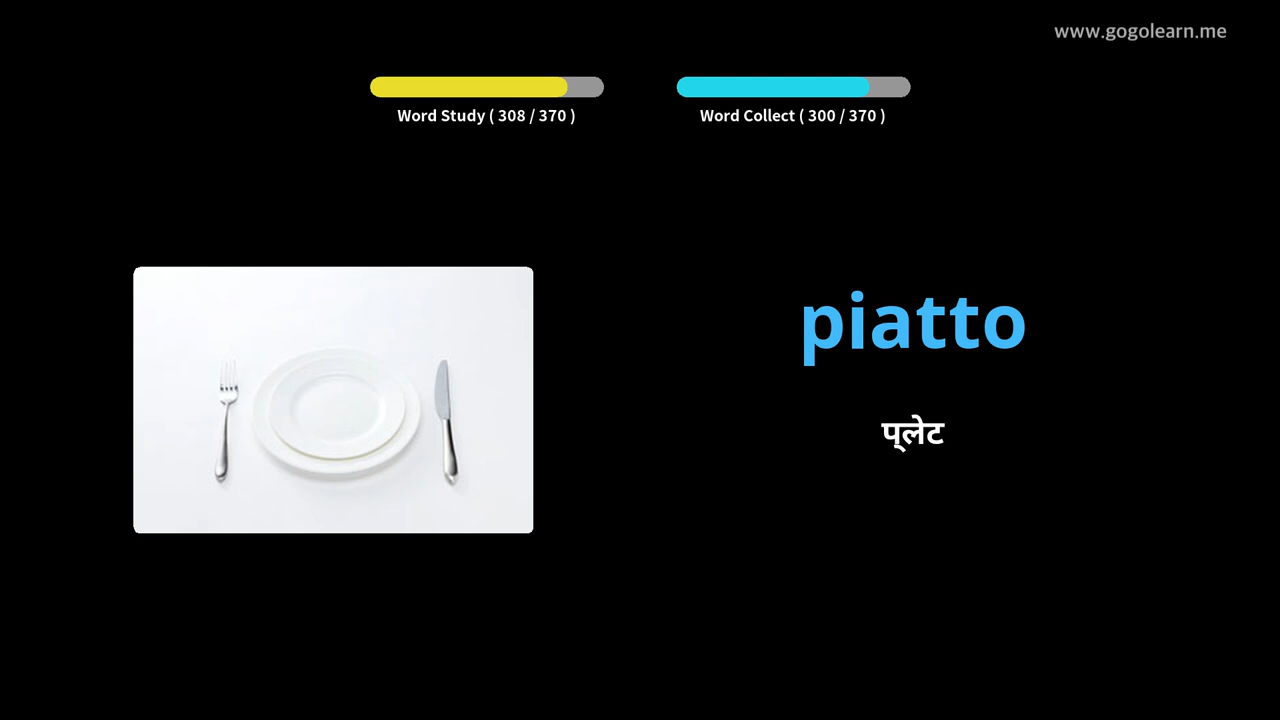 www.gogolearn.me
Word Study ( 308 / 370 )
Word Collect ( 300 / 370 )
piatto
प्लेट